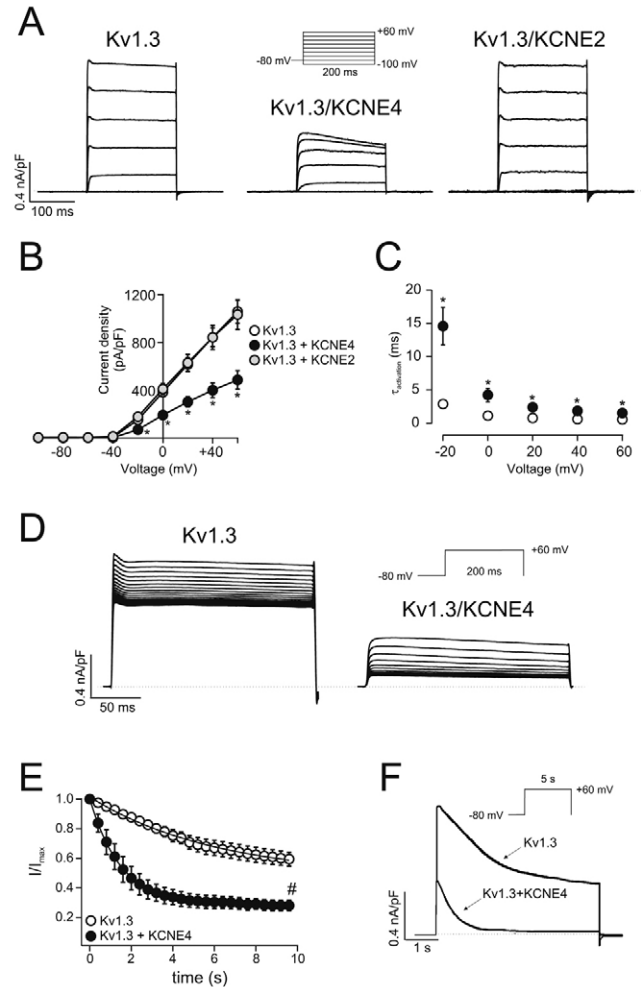 A
Kv1.3
+60 mV
-80 mV
-100 mV
200 ms
Kv1.3/KCNE4
Kv1.3/KCNE2
0.4 nA/pF
100 ms
B
Current density
(pA/pF)
1200
800
400
-80
-40
0
+40
Voltage (mV)
Kv1.3
Kv1.3 + KCNE4
Kv1.3 + KCNE2
* * * * *
C
τactivation (ms)
20
15
10
5
0
* * * * *
-20
0
20
40
60
Voltage (mV)
D
Kv1.3
+60 mV
-80 mV
200 ms
Kv1.3/KCNE4
0.4 nA/pF
50 ms
E
I/Imax
1.0
0.8
0.6
0.4
0.2
#
Kv1.3
Kv1.3 + KCNE4
0
2
4
6
8
10
time (s)
F
5 s
+60 mV
-80 mV
Kv1.3
Kv1.3+KCNE4
0.4 nA/pF
1 s